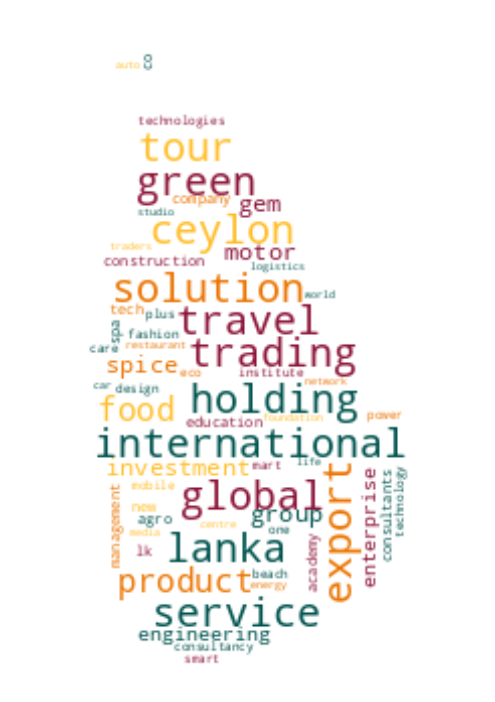 auto 8
technologies
tour
green
company
gem
studio
ceylon
traders
motor
construction
logistics
solution
world
tech
plus
travel
spa
fashion
care
restaurant
trading
spice
eco
institute
network
car
design
holding
food
education
foundation
power
international
investment
mart
life
management
mobile
global
export
enterprise
consultants
technology
new
agro
group
centre
media
one
lk
lanka
academy
product
beach
energy
service
engineering
consultancy
smart